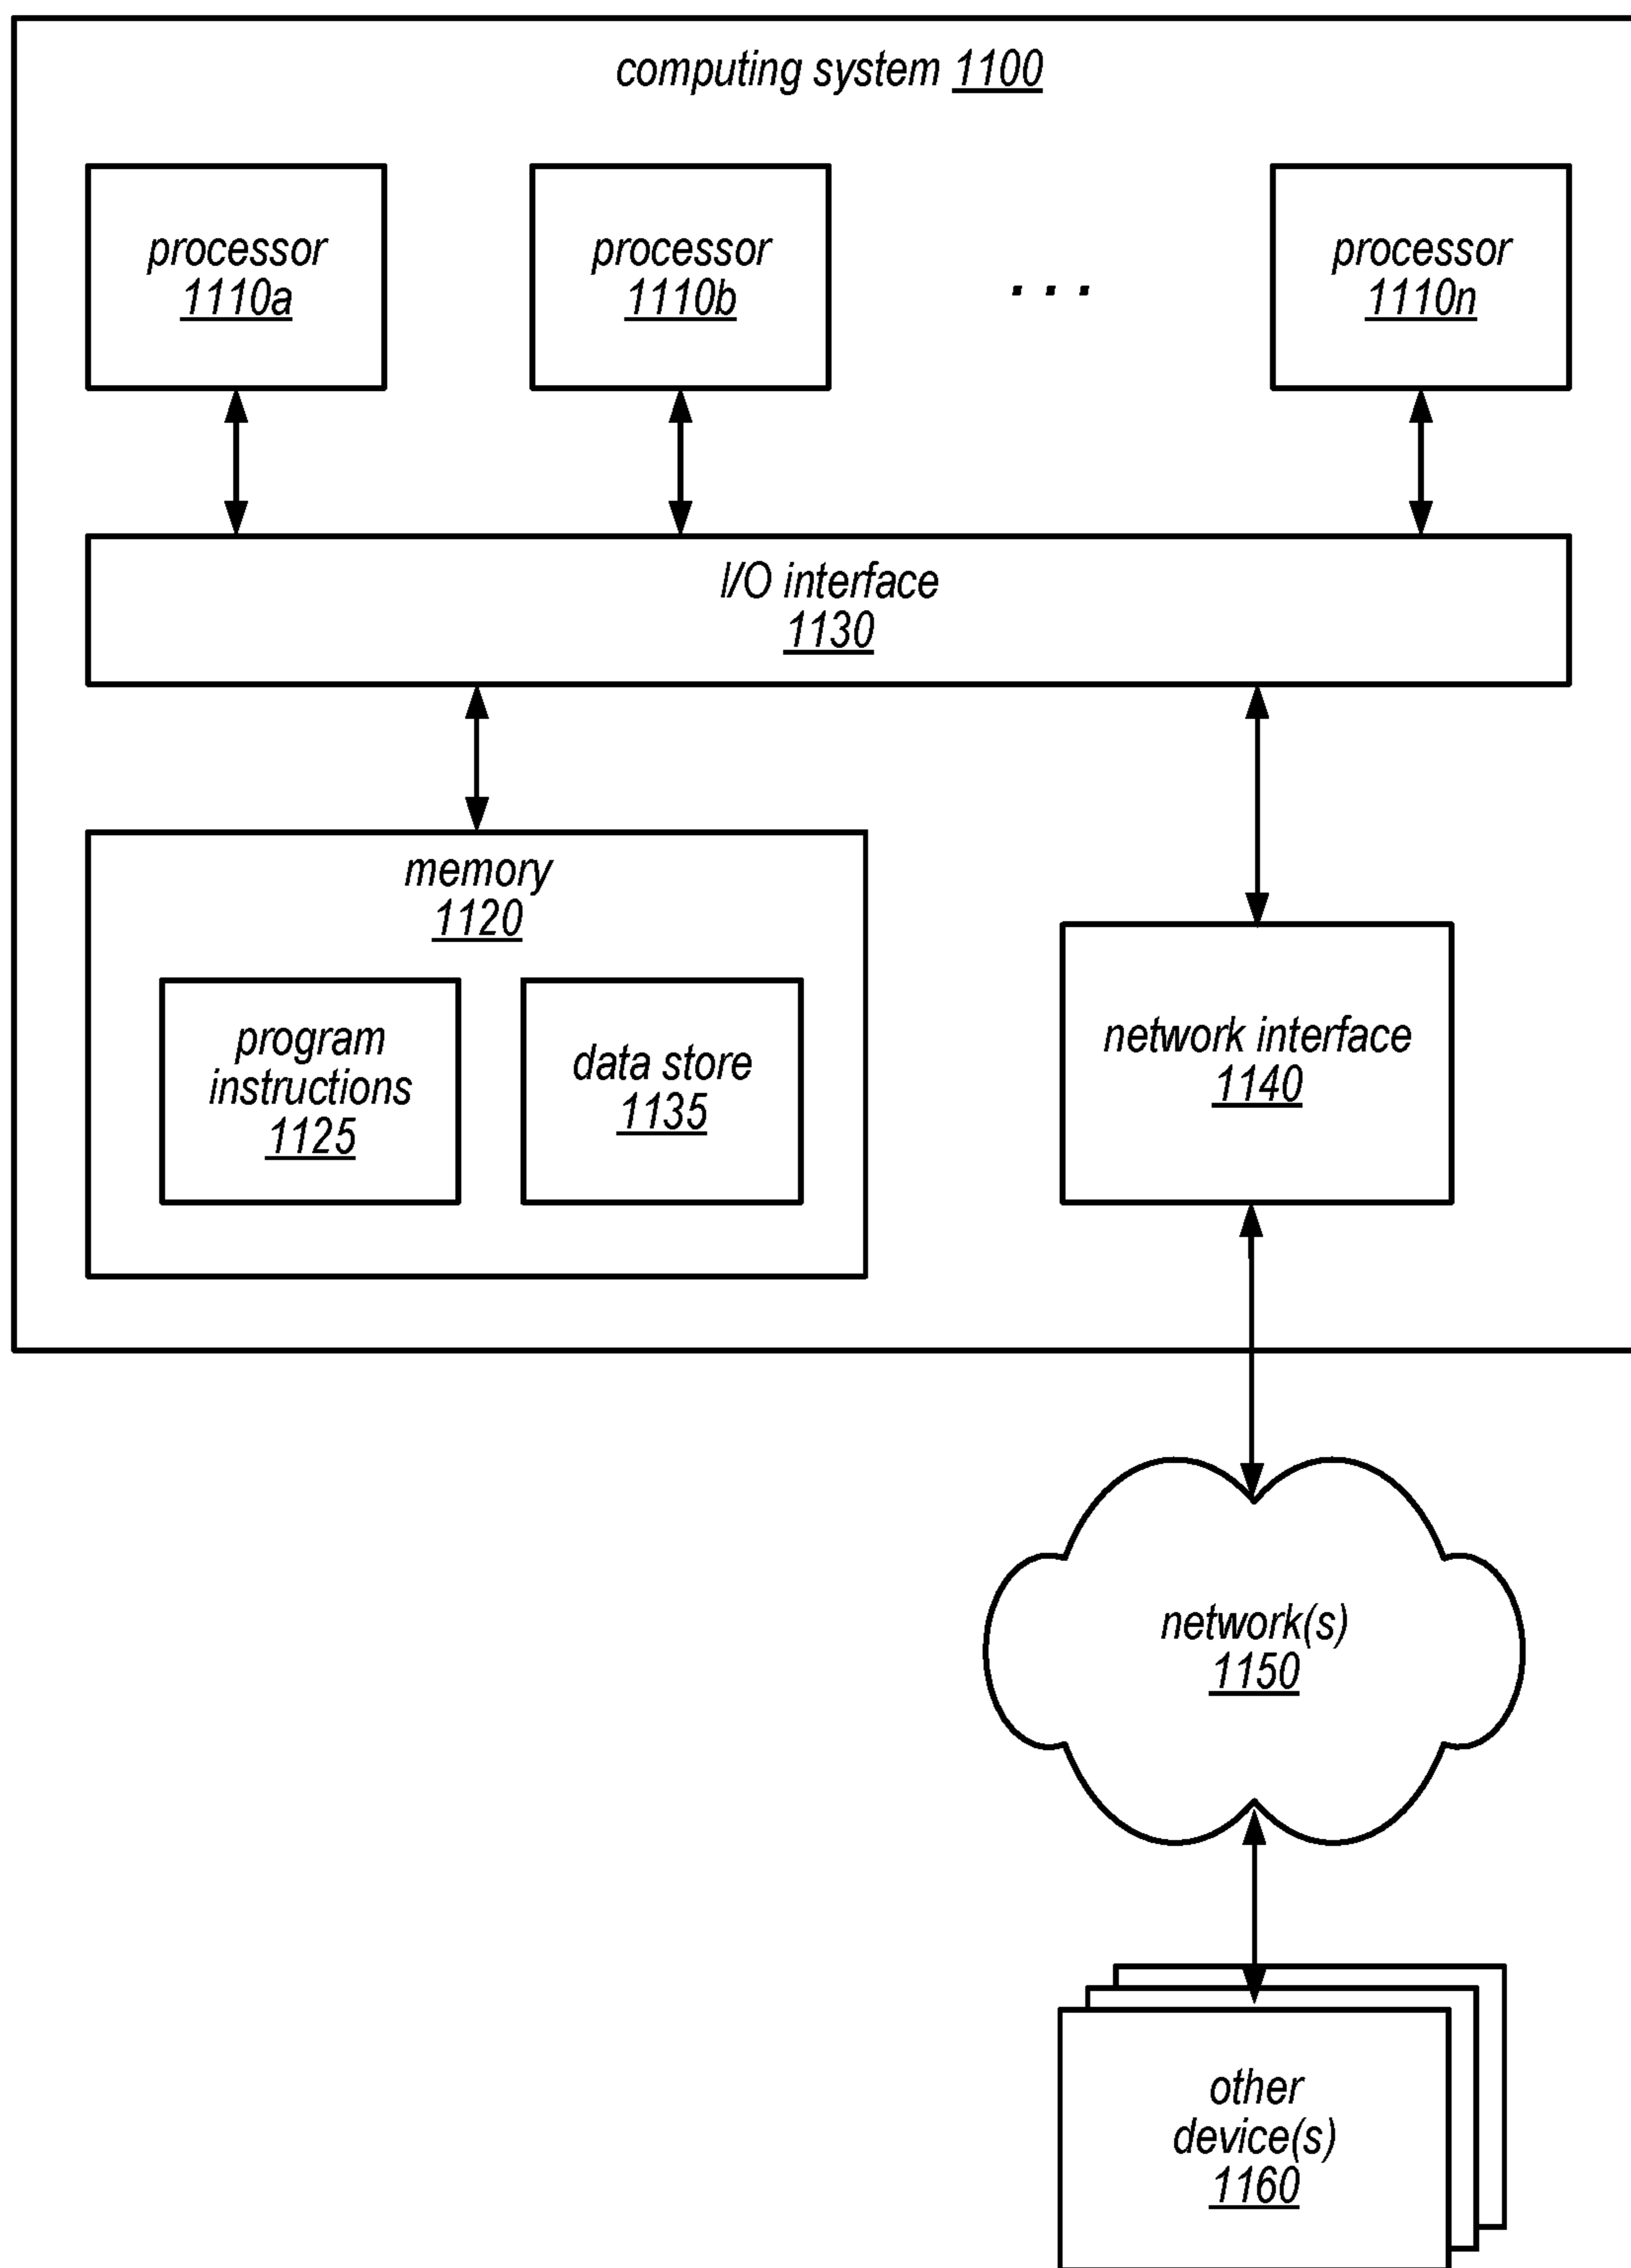 computing system 1100
processor
1110a
processor
1110b
. . .
processor
1110n
I/O interface
1130
memory
1120
program
instructions
1125
data store
1135
network interface
1140
network(s)
1150
other
device(s)
1160